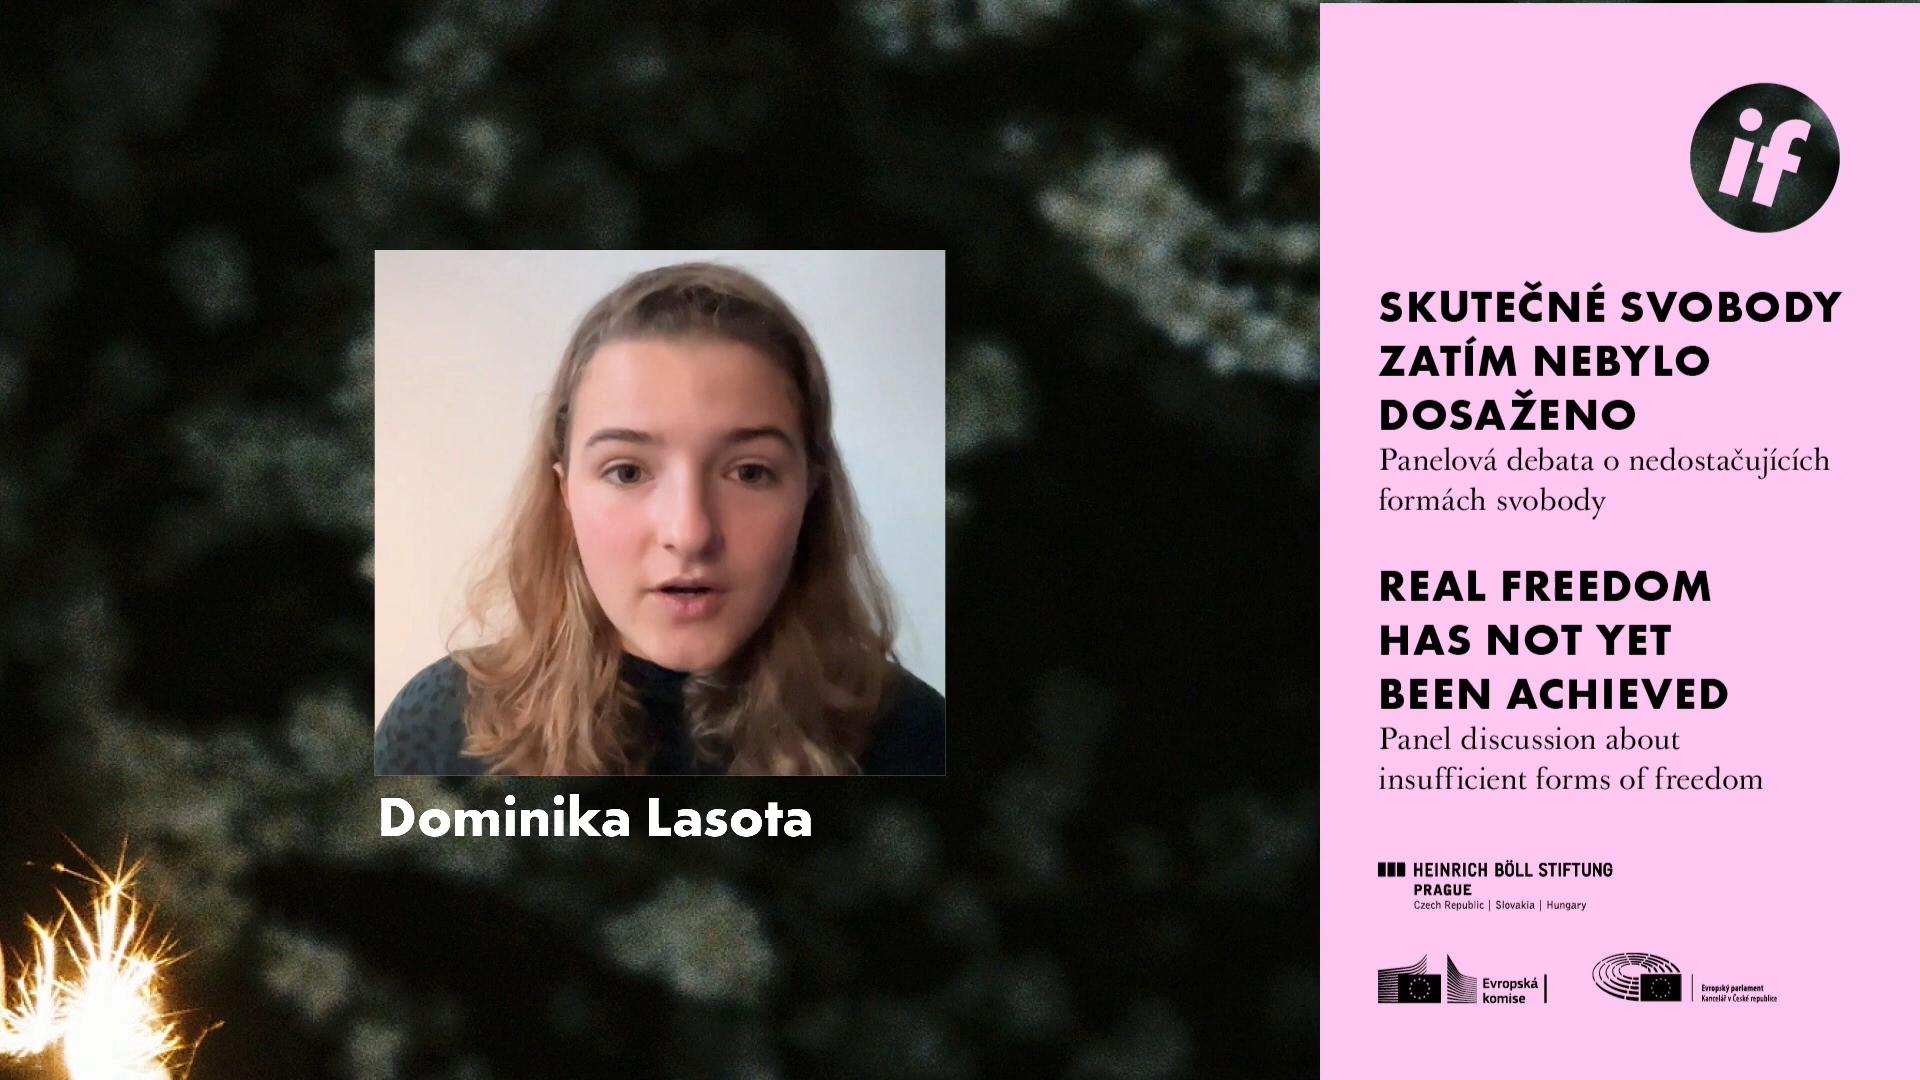 Dominika Lasota
if
SKUTEČNÉ SVOBODY
ZATÍM NEBYLO
DOSAŽENO
Panelová debata o nedostačujících
formách svobody
REAL FREEDOM
HAS NOT YET
BEEN ACHIEVED
Panel discussion about
insufficient forms of freedom
HEINRICH BÖLL STIFTUNG
PRAGUE
Czech Republic | Slovakia | Hungary
Evropská
komise
Evropský parlament
Kancelář v České republice